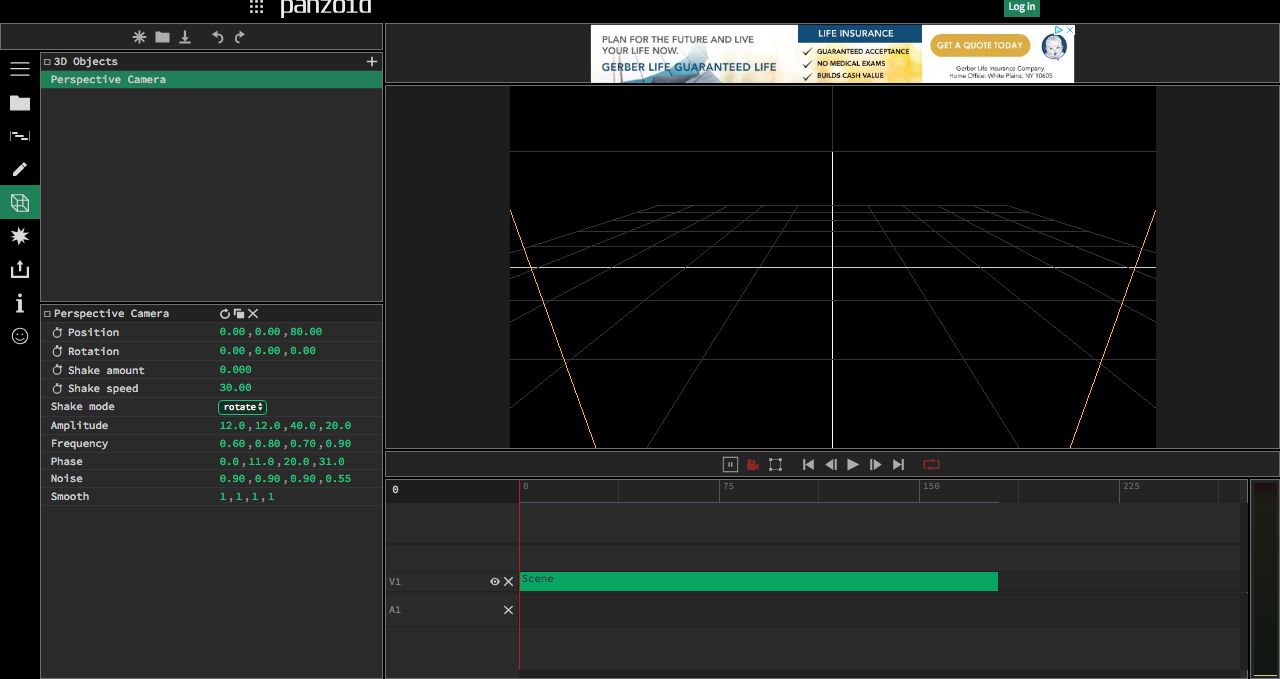 panzoid
Log in
PLAN FOR THE FUTURE AND LIVE
YOUR LIFE NOW.
GERBER LIFE GUARANTEED LIFE
LIFE INSURANCE
GUARANTEED ACCEPTANCE
NO MEDICAL EXAMS
BUILDS CASH VALUE
GET A QUOTE TODAY
Gerber Life Insurance Company.
Home Office: White Plains, NY 10605
3D Objects
Perspective Camera
Perspective Camera
Position 0.00,0.00,80.00
Rotation 0.00,0.00,0.00
Shake amount 0.000
Shake speed 30.00
Shake mode rotate
Amplitude 12.0,12.0,40.0,20.0
Frequency 0.60,0.80,0.70,0.90
Phase 0.0,11.0,20.0,31.0
Noise 0.90,0.90,0.90,0.55
Smooth 1,1,1,1
0 0 75 150 225
V1 Scene
A1